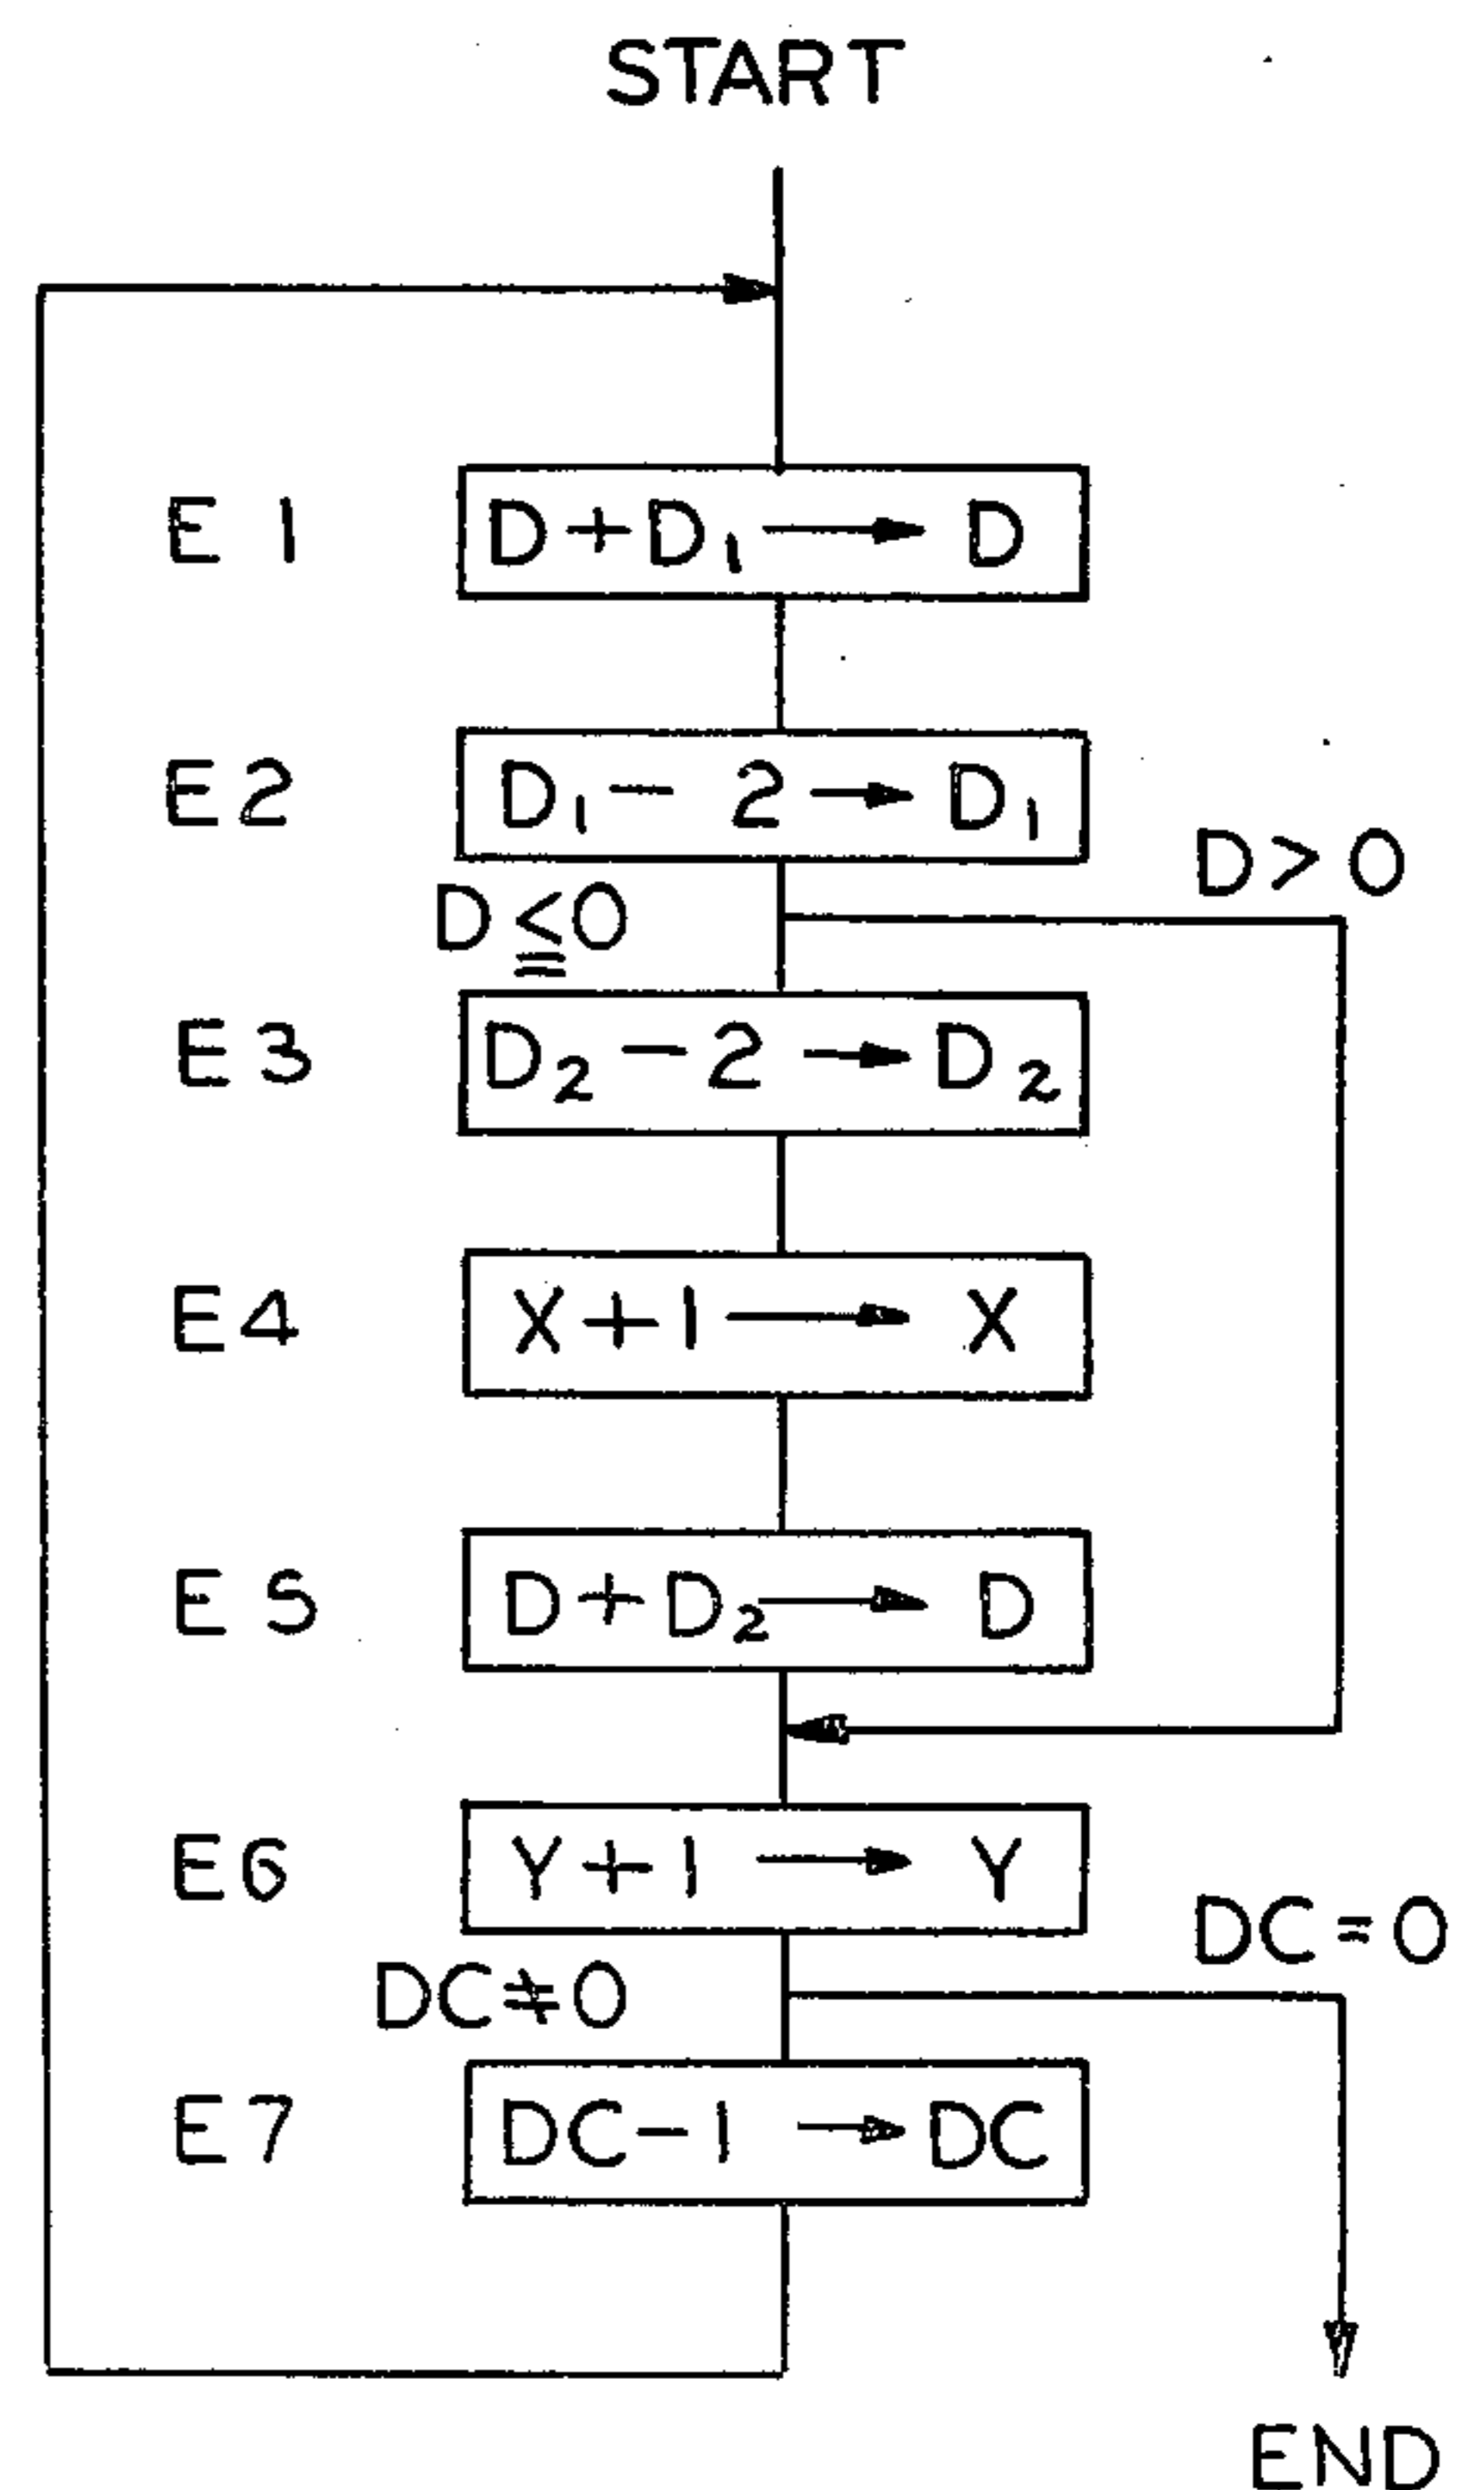 START
E 1 D+D₁ → D
E2 D₁ − 2 → D₁
D>0
D≦0
E3 D₂ − 2 → D₂
E4 X+1 → X
E5 D+D₂ → D
E6 Y+1 → Y
DC=0
DC≠0
E7 DC−1 → DC
END